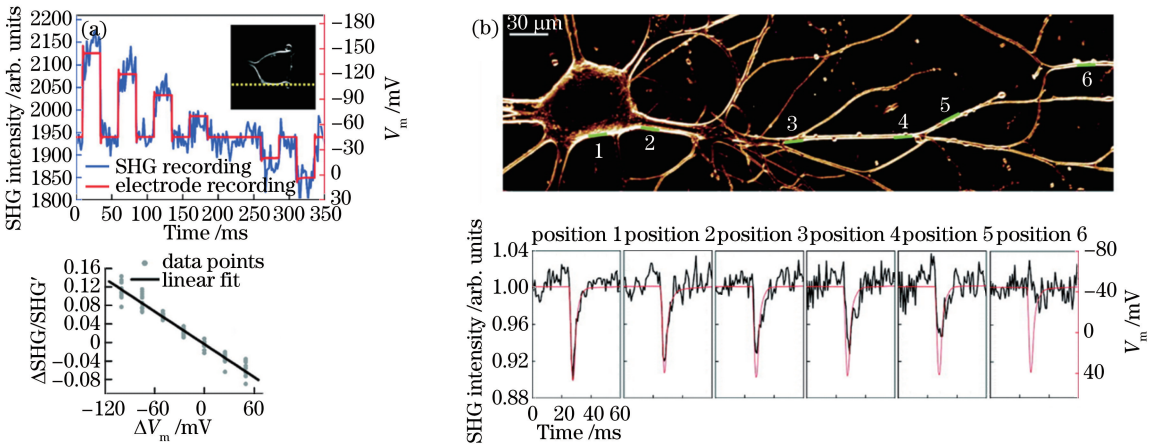 (a)
SHG intensity /arb. units
2200
2150
2100
2050
2000
1950
1900
1850
1800
−180
−150
−120
−90
−60
−30
0
30
Vm /mV
SHG recording
electrode recording
0 50 100 150 200 250 300 350
Time /ms
ΔSHG/SHG′
0.16
0.12
0.08
0.04
0
−0.04
−0.08
data points
linear fit
−120 −60 0 60
ΔVm /mV
(b)
30 μm
1
2
3
4
5
6
position 1 position 2 position 3 position 4 position 5 position 6
SHG intensity /arb. units
1.04
1.00
0.96
0.92
0.88
−80
−40
0
40
Vm /mV
0 20 40 60
Time /ms